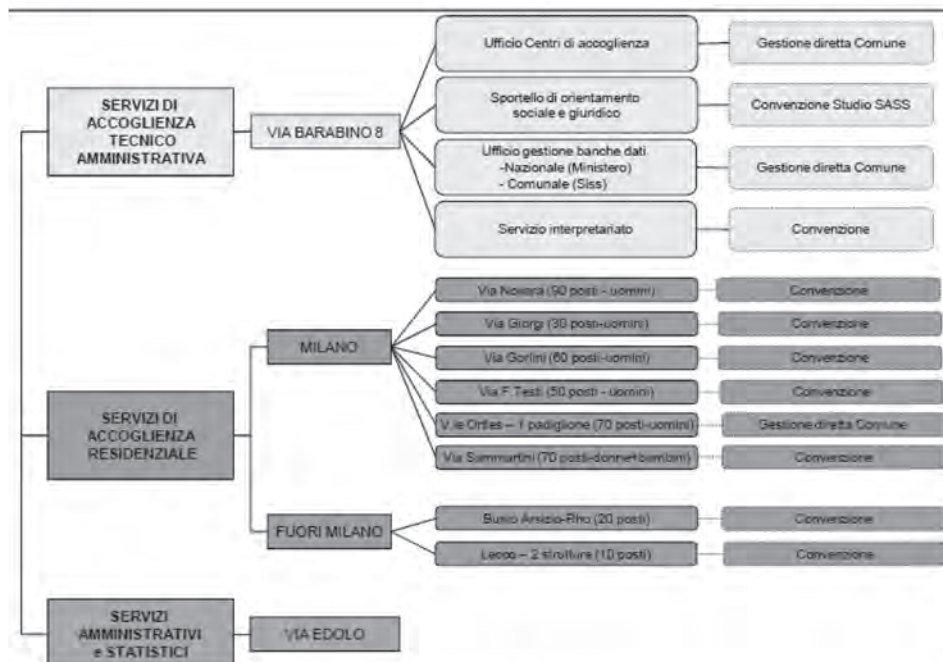 SERVIZI DI
ACCOGLIENZA
TECNICO
AMMINISTRATIVA
VIA BARABINO 8
Ufficio Centri di accoglienza
Gestione diretta Comune
Sportello di orientamento
sociale e giuridico
Convenzione Studio SASS
Ufficio gestione banche dati
-Nazionale (Ministero)
- Comunale (Siss)
Gestione diretta Comune
Servizio interpretariato
Convenzione
SERVIZI DI
ACCOGLIENZA
RESIDENZIALE
MILANO
Via Novara (90 posti - uomini)
Convenzione
Via Giorgi (30 posti-uomini)
Convenzione
Via Gorlini (60 posti-uomini)
Convenzione
Via F.Testi (50 posti - uomini)
Convenzione
V.le Ortles – 1 padiglione (70 posti-uomini)
Gestione diretta Comune
Via Sammartini (70 posti-donne+bambini)
Convenzione
FUORI MILANO
Busto Arsizio-Rho (20 posti)
Convenzione
Lecco – 2 strutture (10 posti)
Convenzione
SERVIZI
AMMINISTRATIVI
e STATISTICI
VIA EDOLO